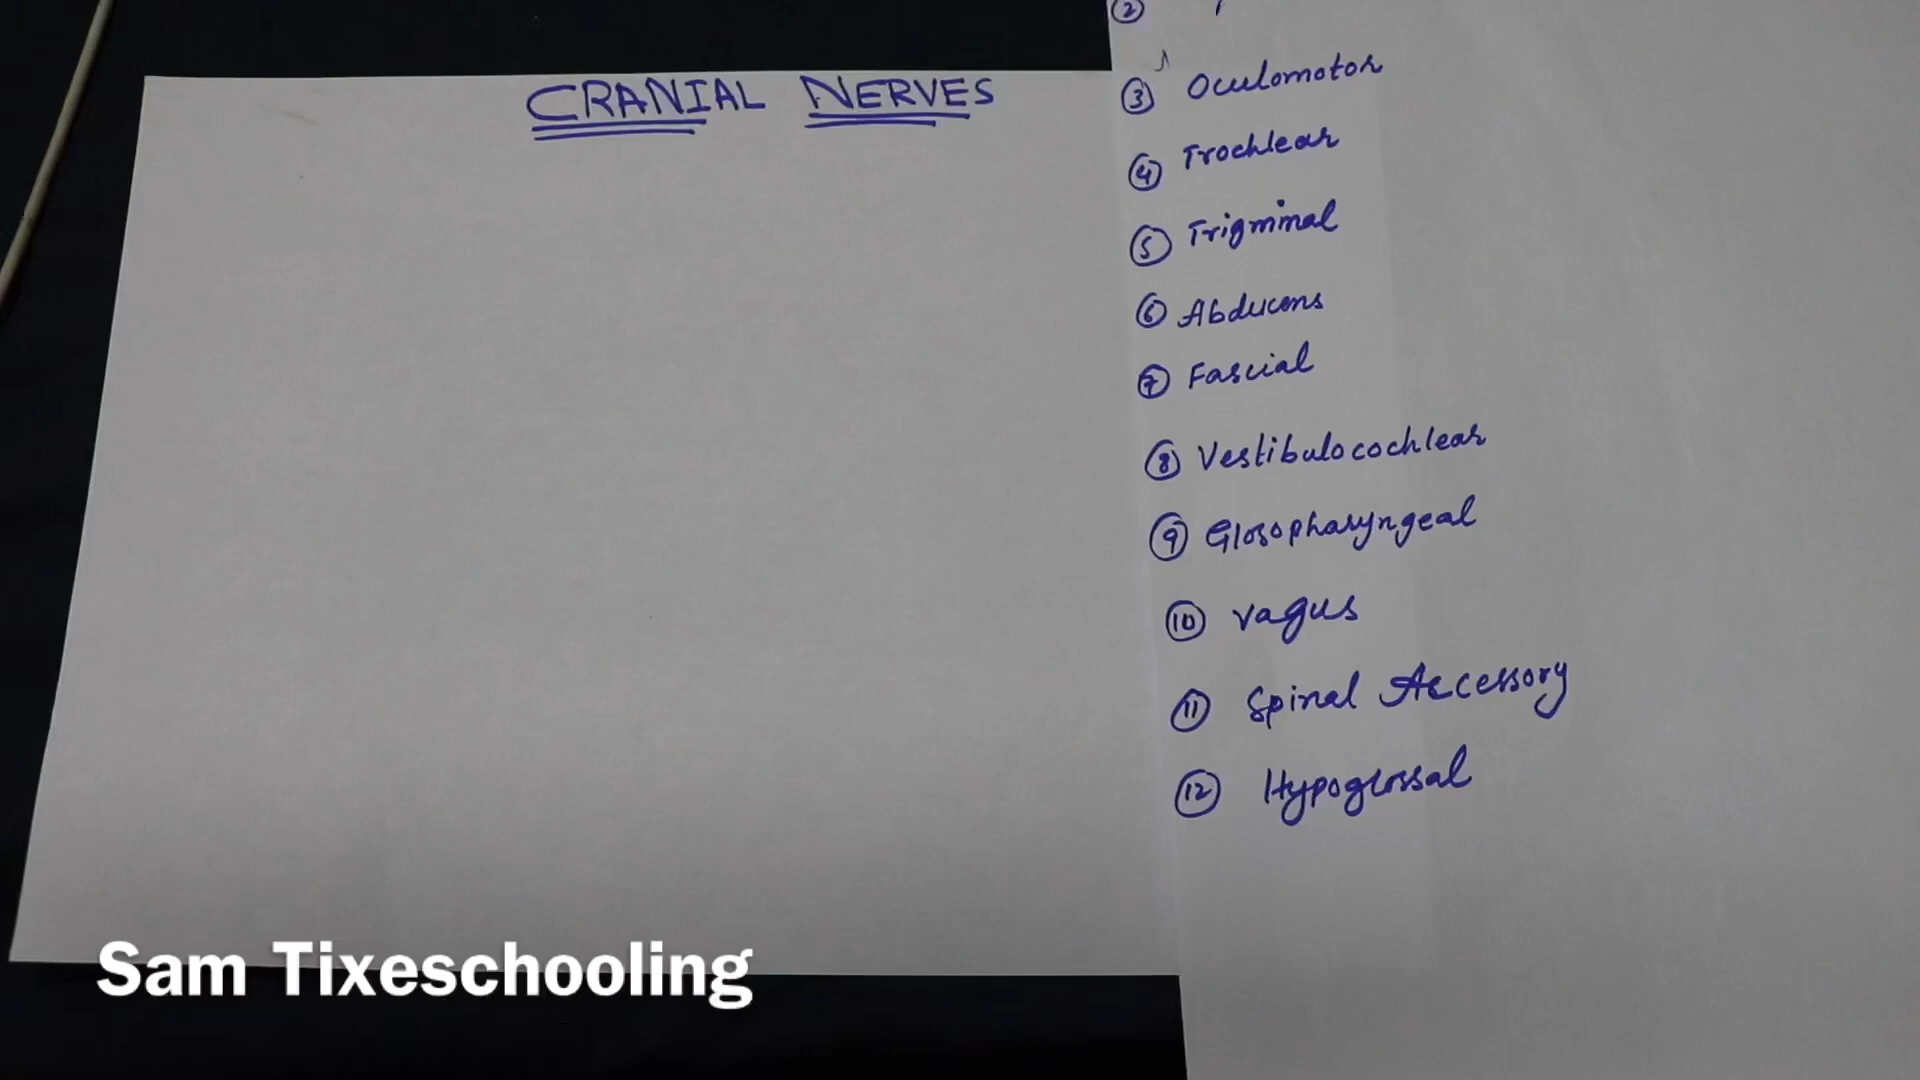 CRANIAL NERVES
②
③ Oculomotor
④ Trochlear
⑤ Trigminal
⑥ Abducens
⑦ Fascial
⑧ Vestibulocochlear
⑨ Glosopharyngeal
⑩ Vagus
⑪ Spinal Accessory
⑫ Hypoglossal
Sam Tixeschooling